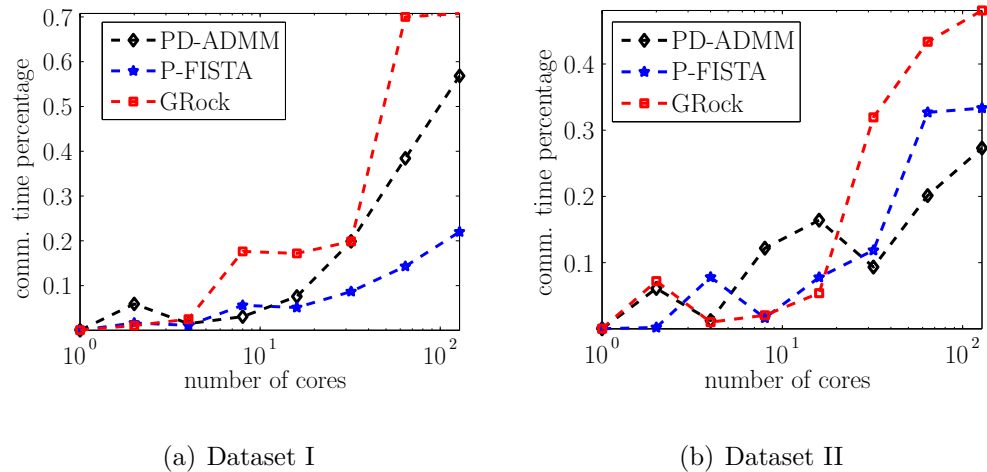 0.7
0.6
0.5
0.4
0.3
0.2
0.1
comm. time percentage
PD-ADMM
P-FISTA
GRock
10^0
10^1
10^2
number of cores
(a) Dataset I
0.4
0.3
0.2
0.1
comm. time percentage
PD-ADMM
P-FISTA
GRock
10^0
10^1
10^2
number of cores
(b) Dataset II